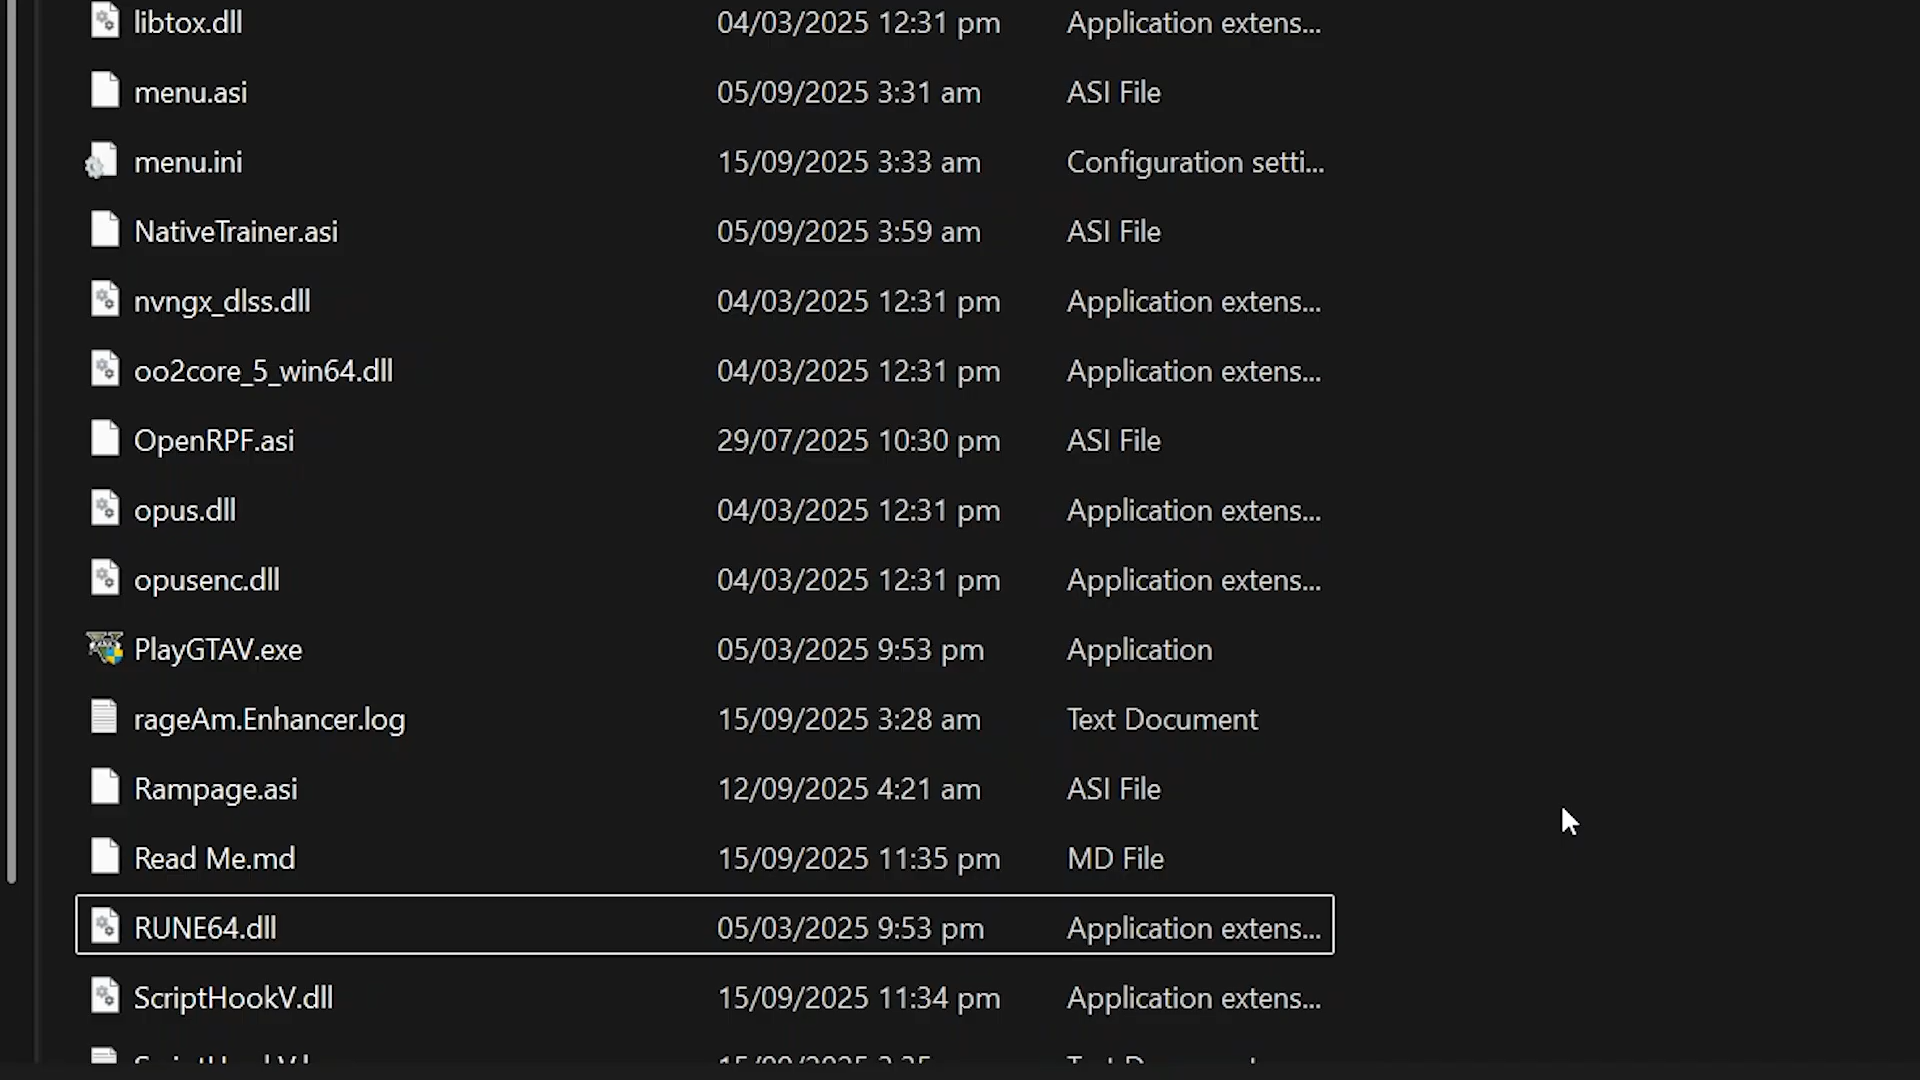 libtox.dll 04/03/2025 12:31 pm Application extens...
menu.asi 05/09/2025 3:31 am ASI File
menu.ini 15/09/2025 3:33 am Configuration setti...
NativeTrainer.asi 05/09/2025 3:59 am ASI File
nvngx_dlss.dll 04/03/2025 12:31 pm Application extens...
oo2core_5_win64.dll 04/03/2025 12:31 pm Application extens...
OpenRPF.asi 29/07/2025 10:30 pm ASI File
opus.dll 04/03/2025 12:31 pm Application extens...
opusenc.dll 04/03/2025 12:31 pm Application extens...
PlayGTAV.exe 05/03/2025 9:53 pm Application
rageAm.Enhancer.log 15/09/2025 3:28 am Text Document
Rampage.asi 12/09/2025 4:21 am ASI File
Read Me.md 15/09/2025 11:35 pm MD File
RUNE64.dll 05/03/2025 9:53 pm Application extens...
ScriptHookV.dll 15/09/2025 11:34 pm Application extens...